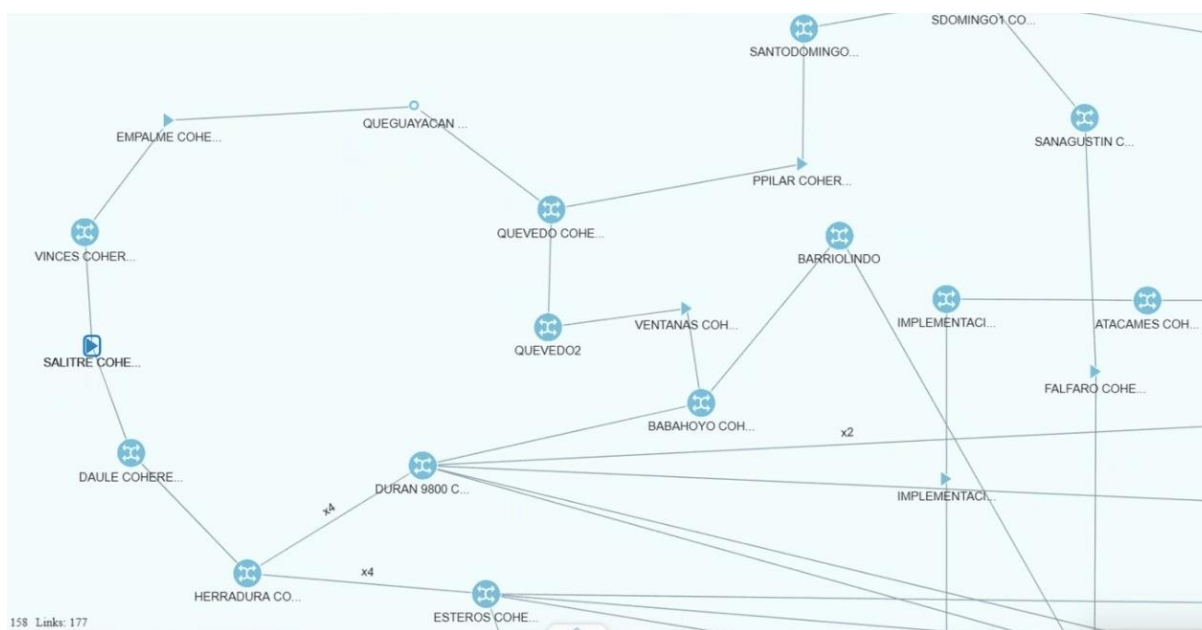 SDOMINGO1 CO...
SANTODOMINGO...
QUEGUAYACAN ...
EMPALME COHE...
SANAGUSTIN C...
PPILAR COHER...
QUEVEDO COHE...
VINCES COHER...
BARRIOLINDO
VENTANAS COH...
IMPLEMENTACI...
ATACAMES COH...
QUEVEDO2
SALITRE COHE...
FALFARO COHE...
BABAHOYO COH...
x2
DAULE COHERE...
DURAN 9800 C...
IMPLEMENTACI...
x4
x4
HERRADURA CO...
ESTEROS COHE...
158 Links: 177